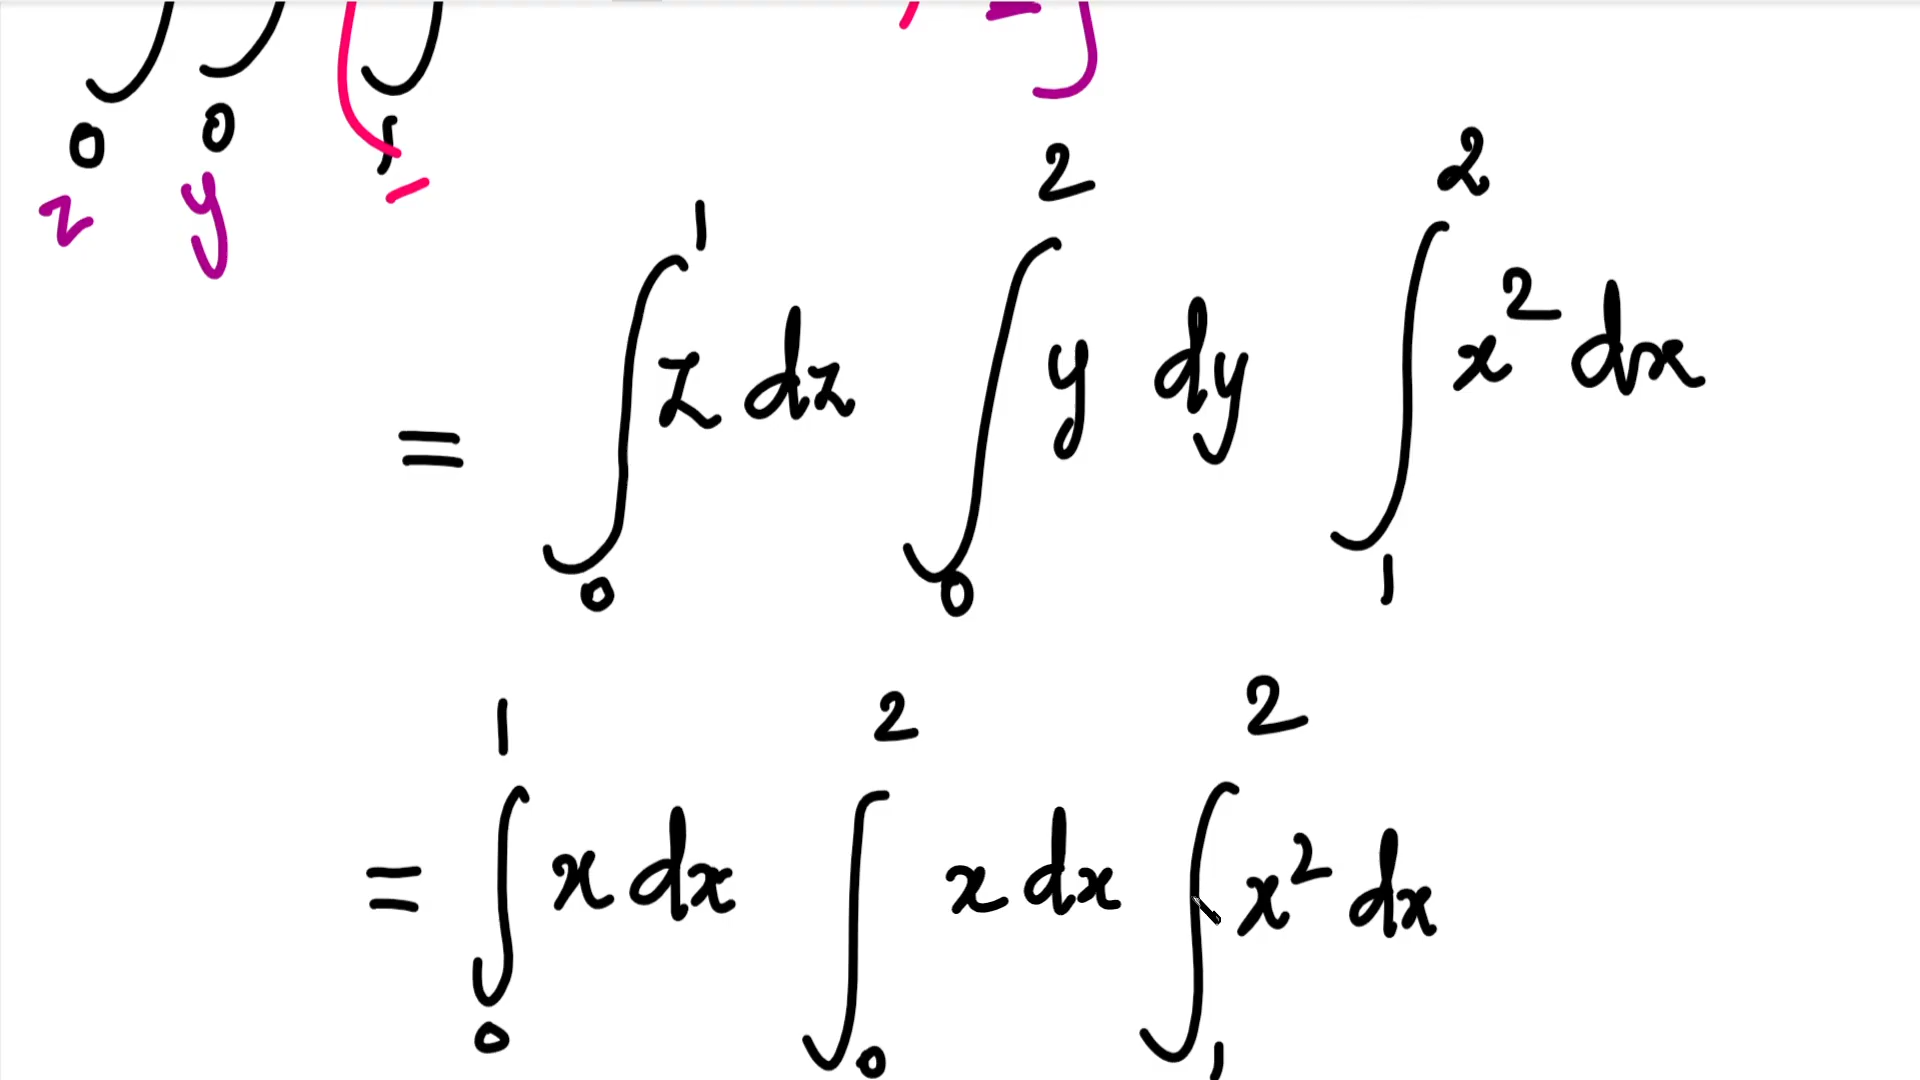 ∫ ∫ ∫
0 0 1
z y
= ∫₀¹ z dz ∫₀² y dy ∫₁² x² dx
= ∫₀¹ x dx ∫₀² x dx ∫₁² x² dx